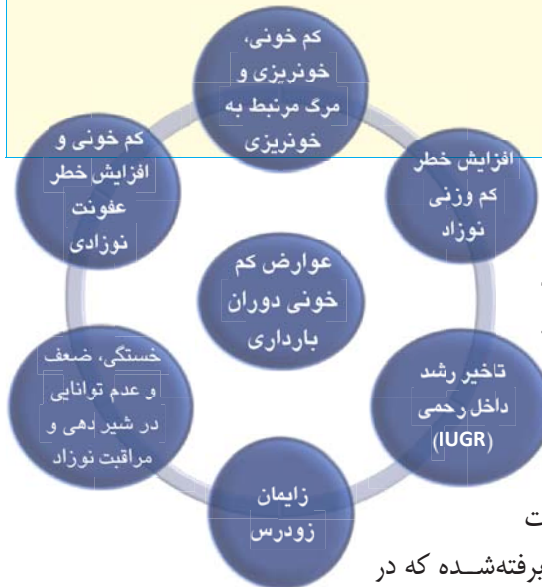 کم خونی،
خونریزی و
مرگ مرتبط به
خونریزی
افزایش خطر
کم وزنی
نوزاد
تاخیر رشد
داخل رحمی
(IUGR)
زایمان
زودرس
خستگی، ضعف
و عدم توانایی
در شیر دهی و
مراقبت نوزاد
کم خونی و
افزایش خطر
عفونت
نوزادی
عوارض کم
خونی دوران
بارداری
برفته‌شده که در